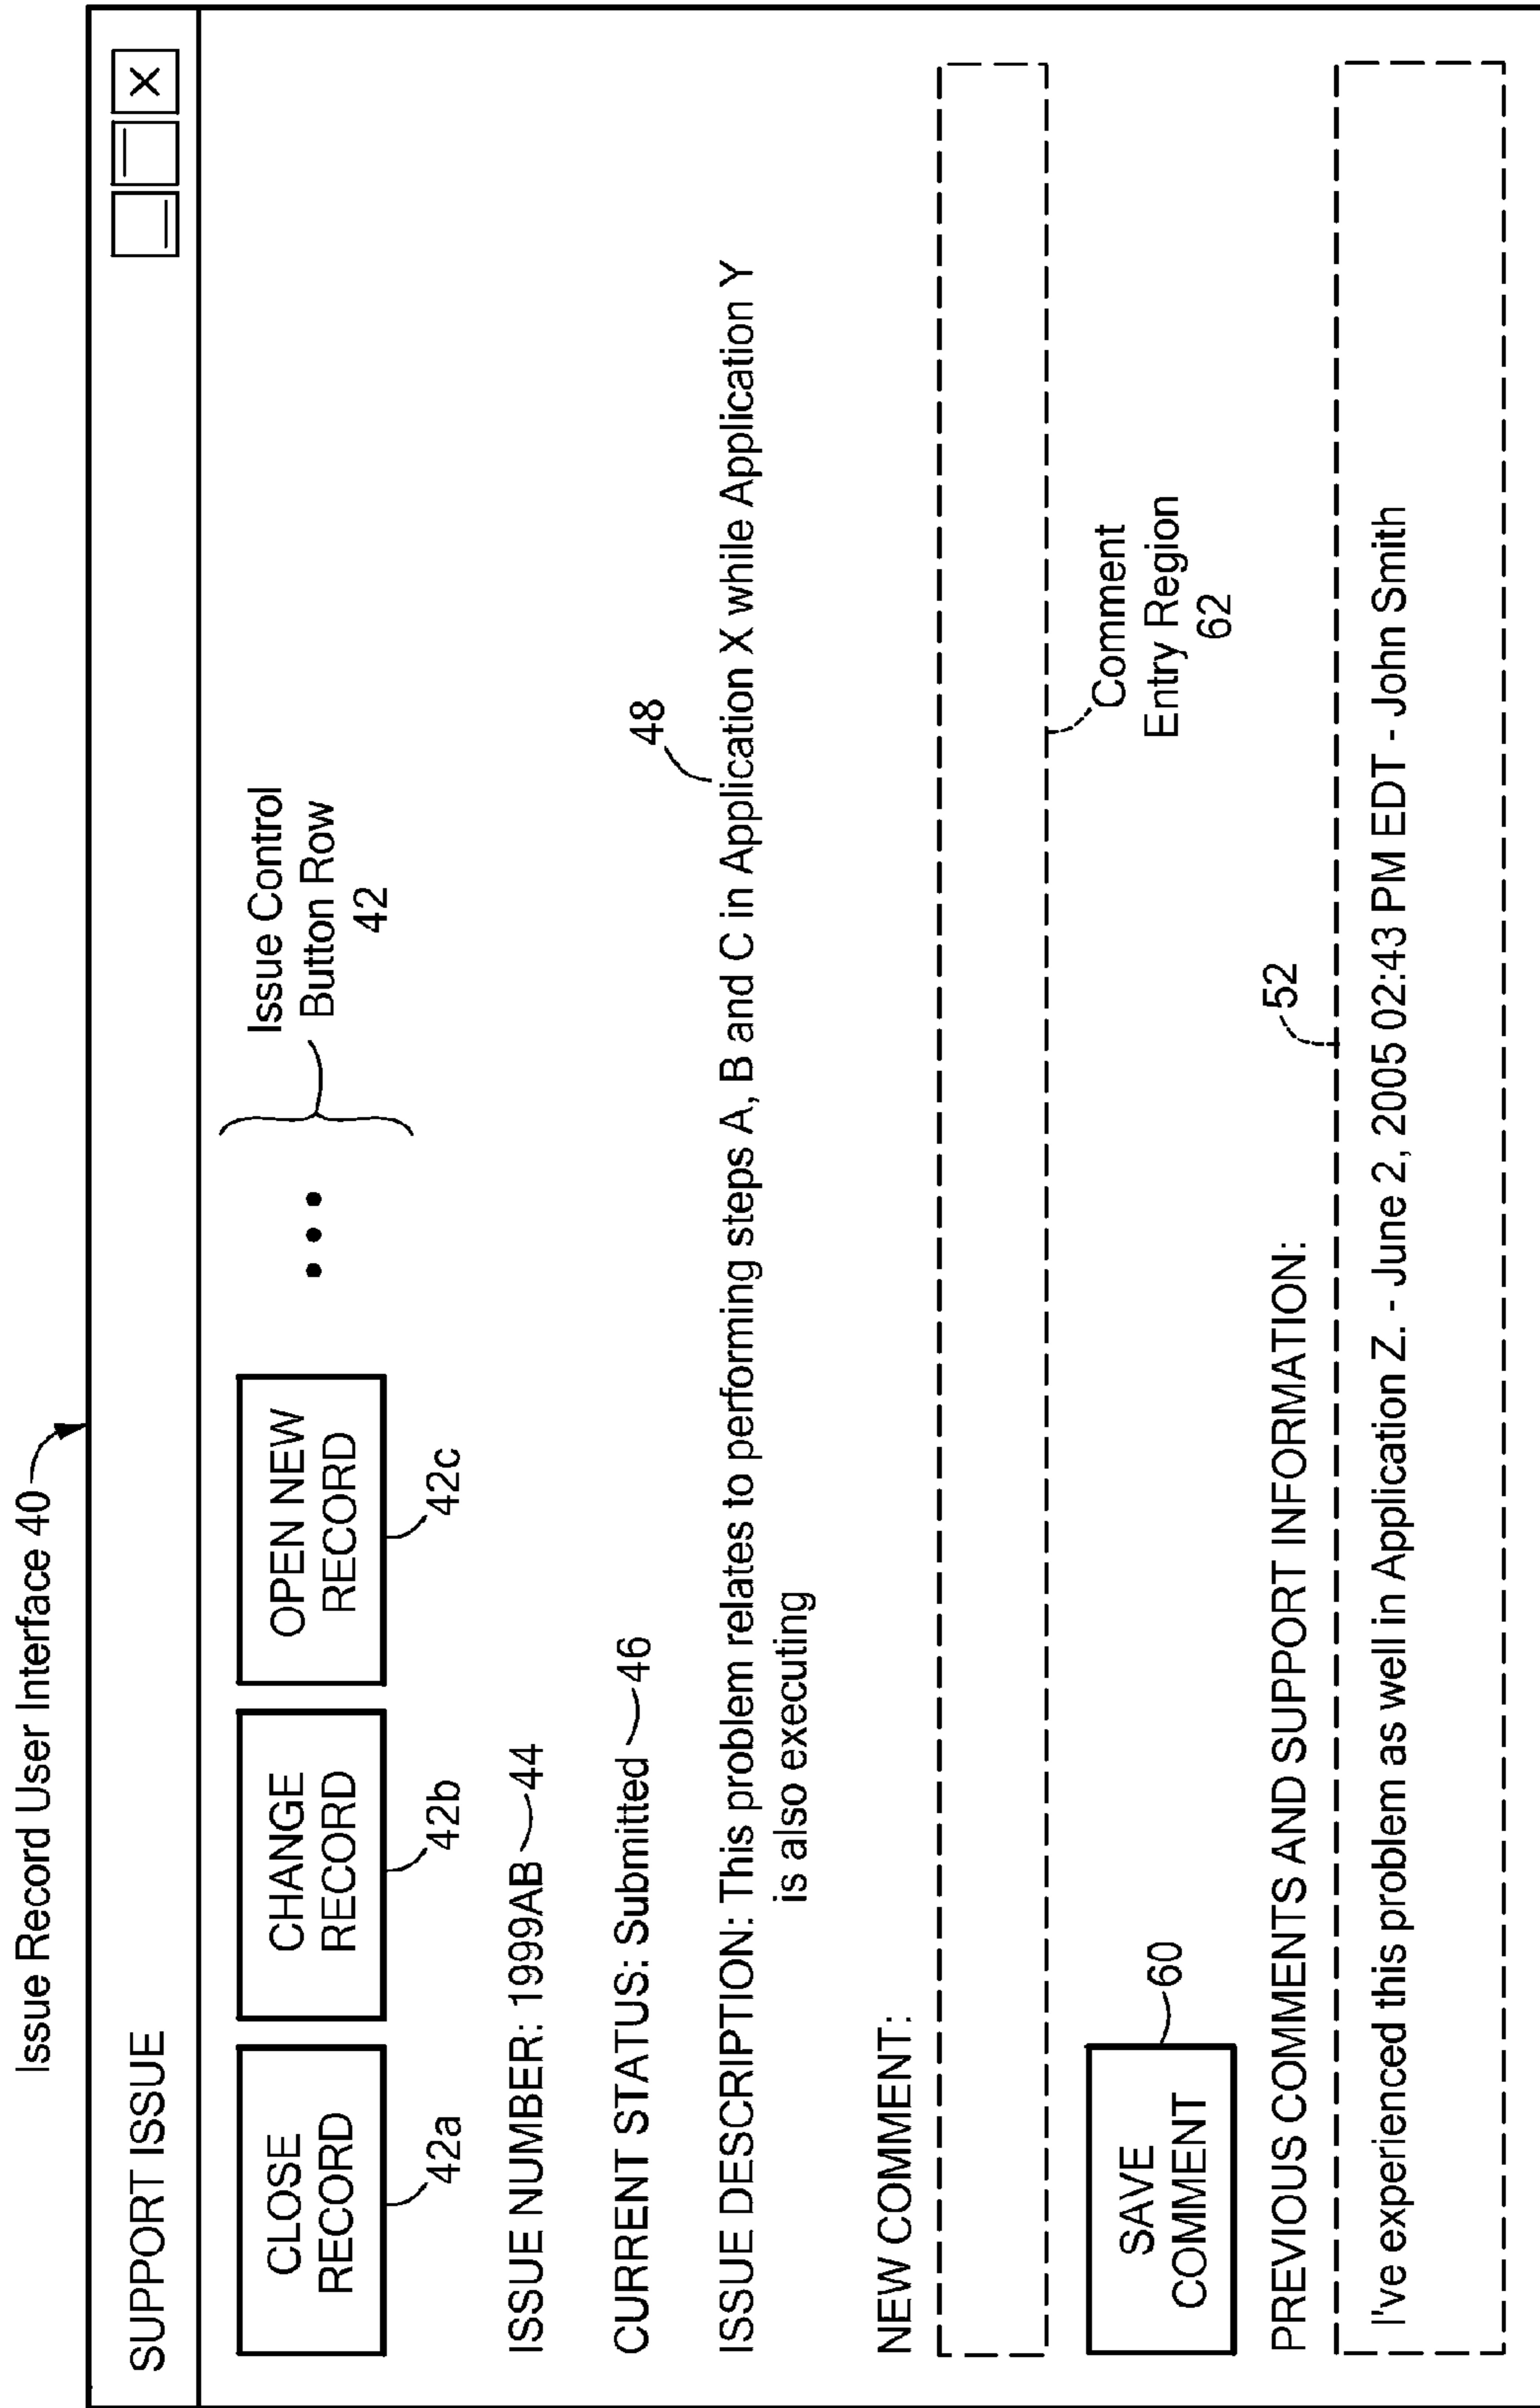 Issue Record User Interface 40
SUPPORT ISSUE
X
CLOSE
RECORD
42a
CHANGE
RECORD
42b
OPEN NEW
RECORD
42c
• • •
Issue Control
Button Row
42
ISSUE NUMBER: 1999AB 44
CURRENT STATUS: Submitted 46
48
ISSUE DESCRIPTION: This problem relates to performing steps A, B and C in Application X while Application Y
is also executing
NEW COMMENT:
Comment
Entry Region
62
SAVE
COMMENT
60
PREVIOUS COMMENTS AND SUPPORT INFORMATION:
52
I've experienced this problem as well in Application Z. - June 2, 2005 02:43 PM EDT - John Smith